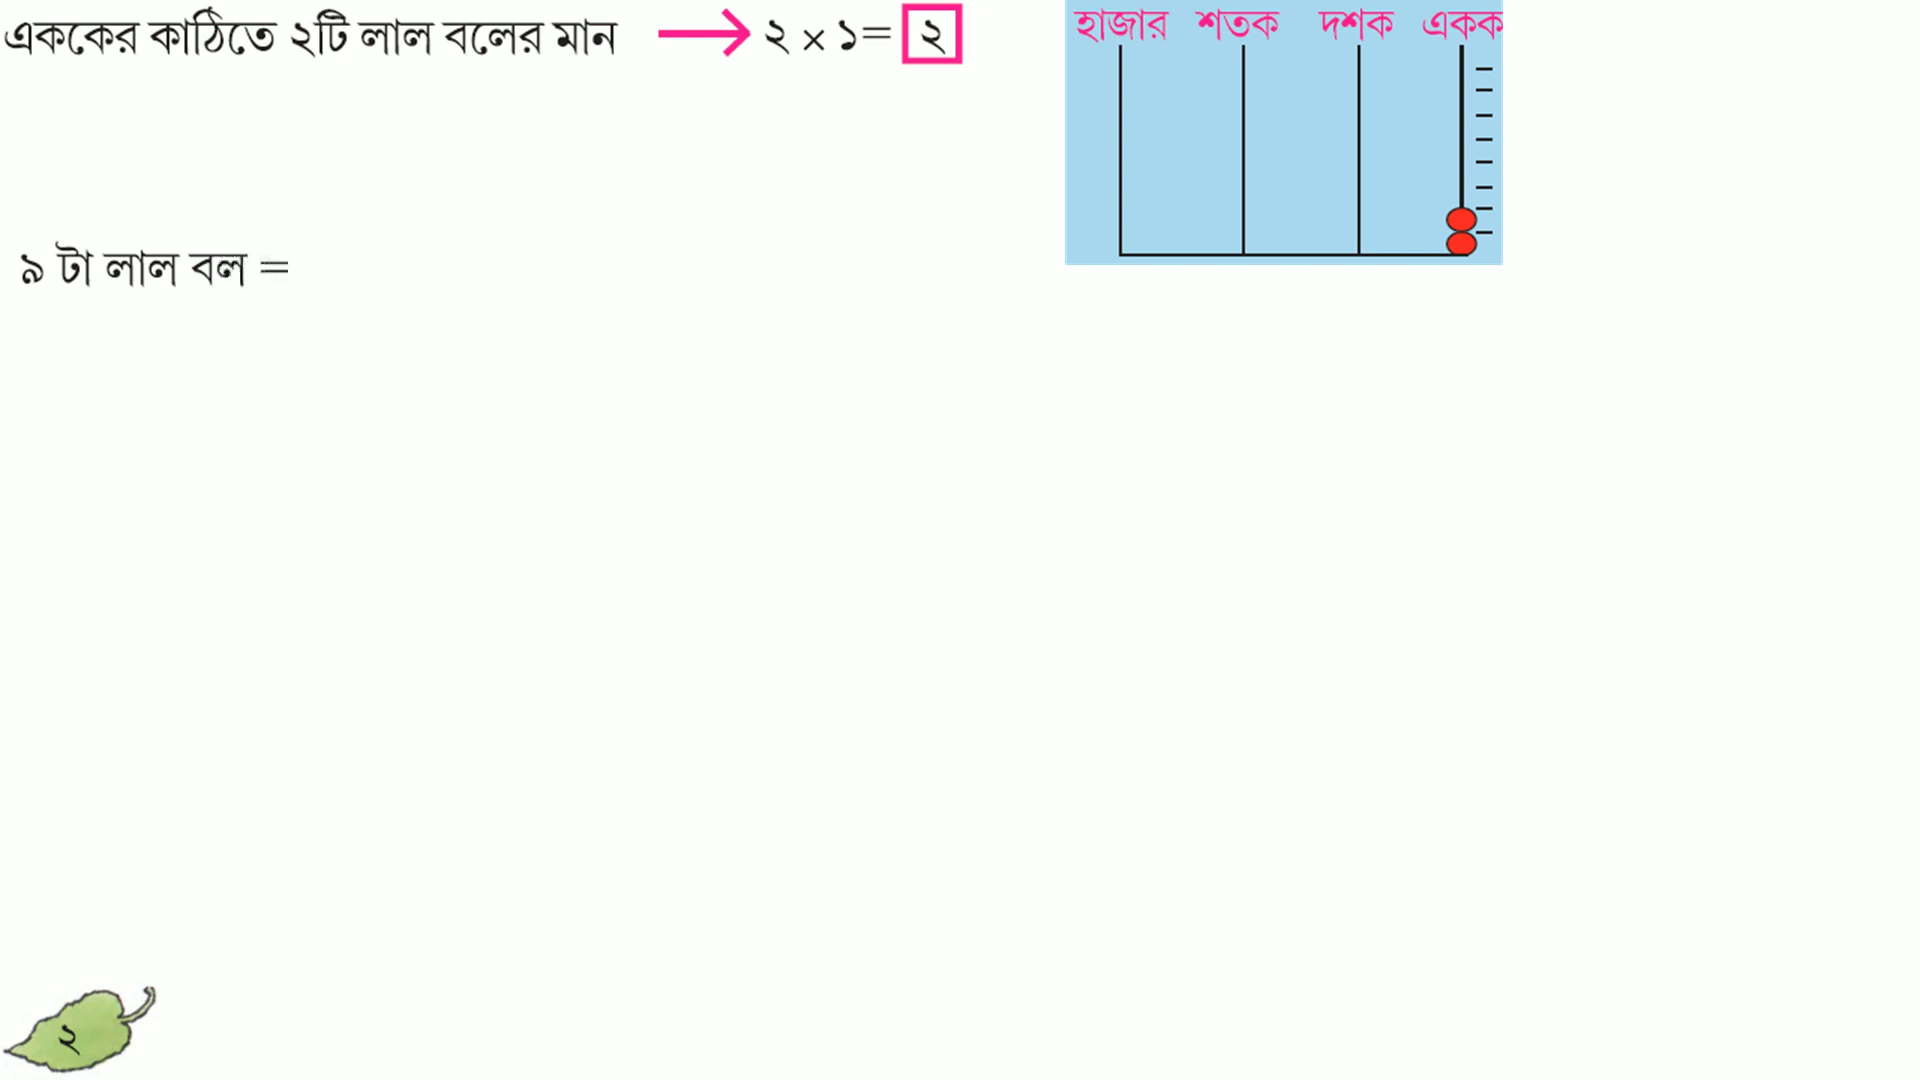 এককের কাঠিতে ২টি লাল বলের মান → ২ × ১= ২
হাজার শতক দশক একক
৯ টা লাল বল =
২